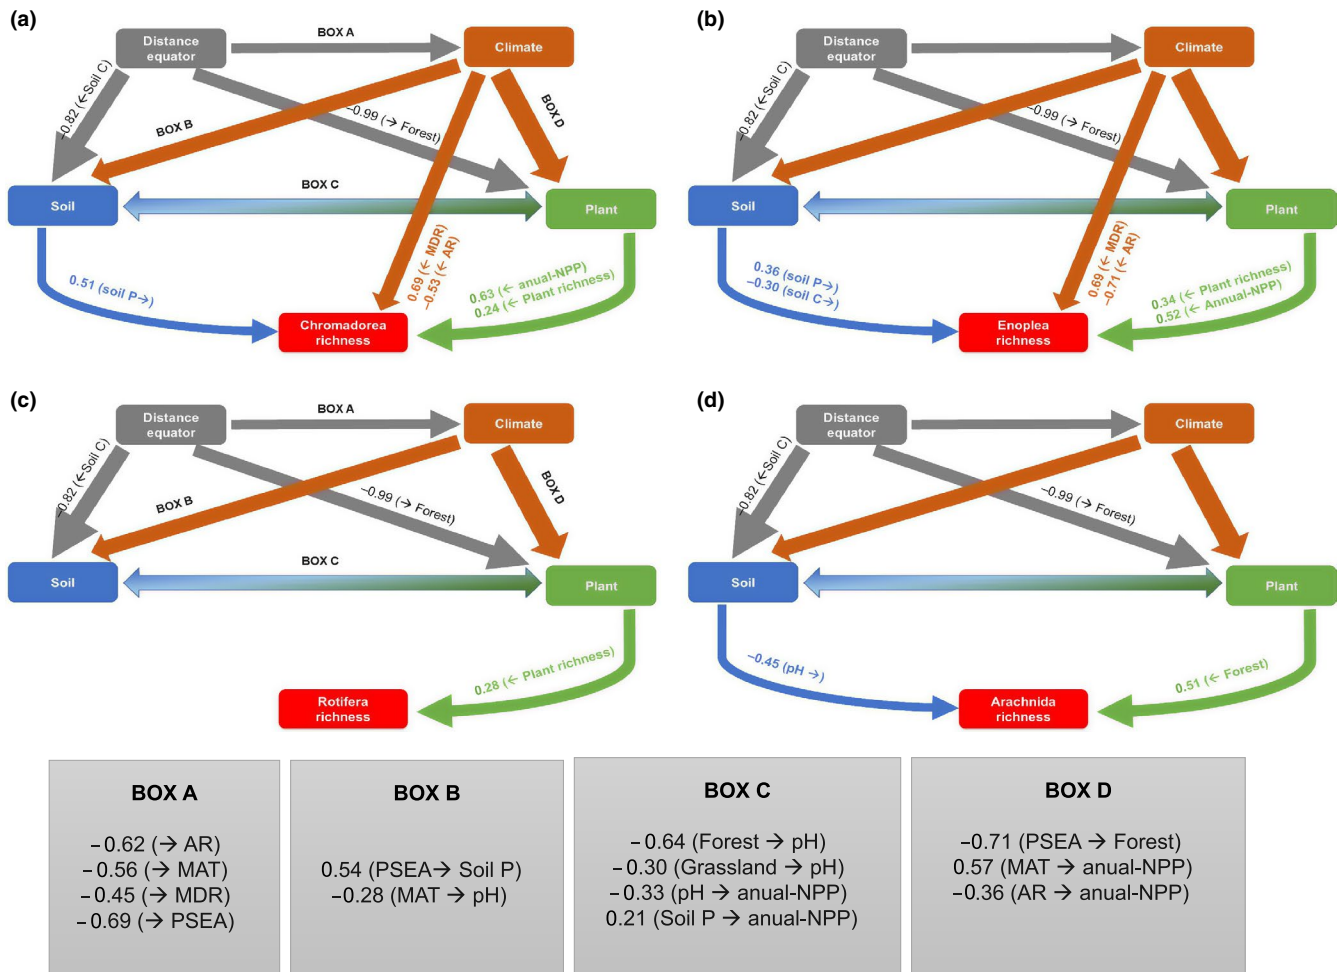 (a)
Distance
equator
BOX A
Climate
−0.82 (←Soil C)
BOX B
−0.99 (→ Forest)
BOX D
Soil
BOX C
Plant
0.51 (soil P→)
0.69 (← MDR)
−0.53 (← AR)
0.63 (← anual-NPP)
0.24 (← Plant richness)
Chromadorea
richness
(b)
Distance
equator
Climate
−0.82 (←Soil C)
−0.99 (→ Forest)
Soil
Plant
0.36 (soil P→)
−0.30 (soil C→)
0.69 (← MDR)
−0.71 (← AR)
0.34 (← Plant richness)
0.52 (← Annual-NPP)
Enoplea
richness
(c)
Distance
equator
BOX A
Climate
−0.82 (←Soil C)
BOX B
−0.99 (→ Forest)
BOX D
Soil
BOX C
Plant
0.28 (← Plant richness)
Rotifera
richness
(d)
Distance
equator
Climate
−0.82 (←Soil C)
−0.99 (→ Forest)
Soil
Plant
−0.45 (pH →)
0.51 (← Forest)
Arachnida
richness
BOX A
−0.62 (→ AR)
−0.56 (→ MAT)
−0.45 (→ MDR)
−0.69 (→ PSEA)
BOX B
0.54 (PSEA→ Soil P)
−0.28 (MAT → pH)
BOX C
−0.64 (Forest → pH)
−0.30 (Grassland → pH)
−0.33 (pH → anual-NPP)
0.21 (Soil P → anual-NPP)
BOX D
−0.71 (PSEA → Forest)
0.57 (MAT → anual-NPP)
−0.36 (AR → anual-NPP)